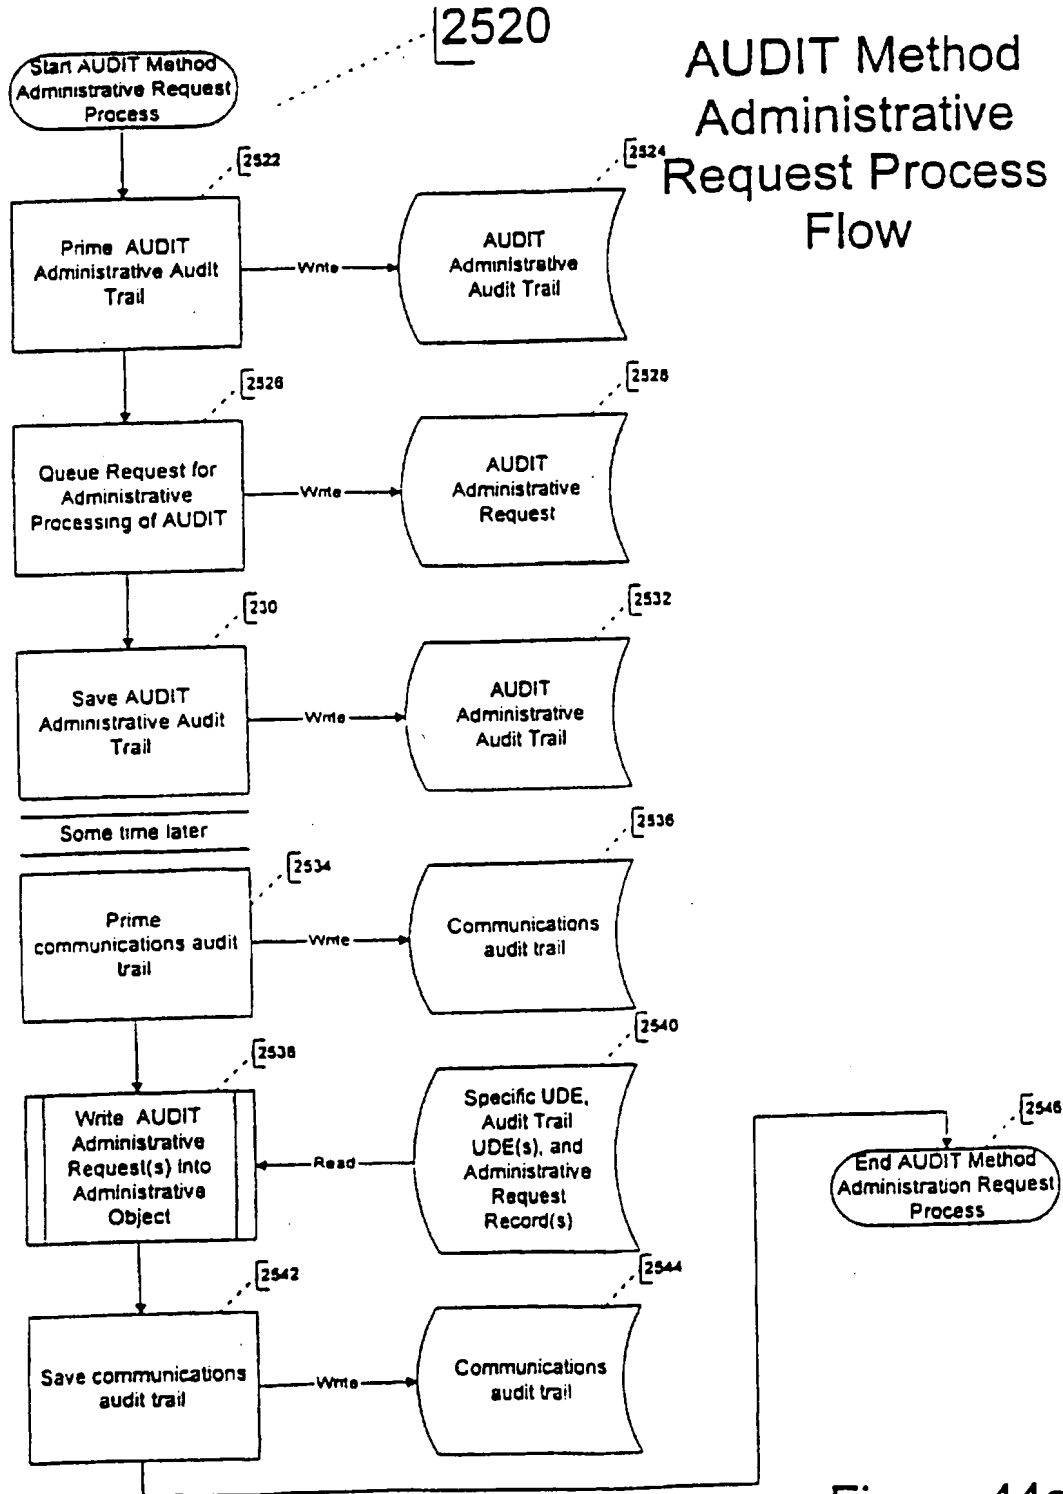 2520
AUDIT Method
Administrative
Request Process
Flow
Start AUDIT Method
Administrative Request
Process
2522
Prime AUDIT
Administrative Audit
Trail
Write
2524
AUDIT
Administrative
Audit Trail
2526
Queue Request for
Administrative
Processing of AUDIT
Write
2528
AUDIT
Administrative
Request
230
Save AUDIT
Administrative Audit
Trail
Write
2532
AUDIT
Administrative
Audit Trail
Some time later
2534
Prime
communications audit
trail
Write
2536
Communications
audit trail
2538
Write AUDIT
Administrative
Request(s) into
Administrative
Object
Read
2540
Specific UDE,
Audit Trail
UDE(s), and
Administrative
Request
Record(s)
2542
Save communications
audit trail
Write
2544
Communications
audit trail
2546
End AUDIT Method
Administration Request
Process